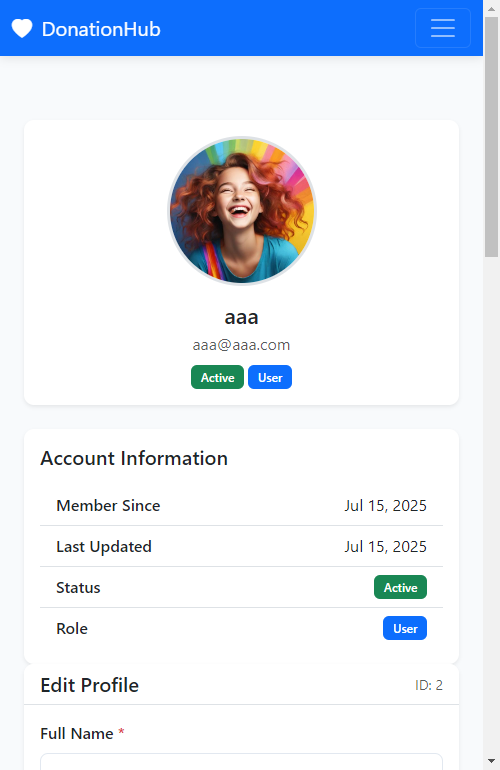 DonationHub
aaa
aaa@aaa.com
Active User
Account Information
Member Since Jul 15, 2025
Last Updated Jul 15, 2025
Status Active
Role User
Edit Profile ID: 2
Full Name *